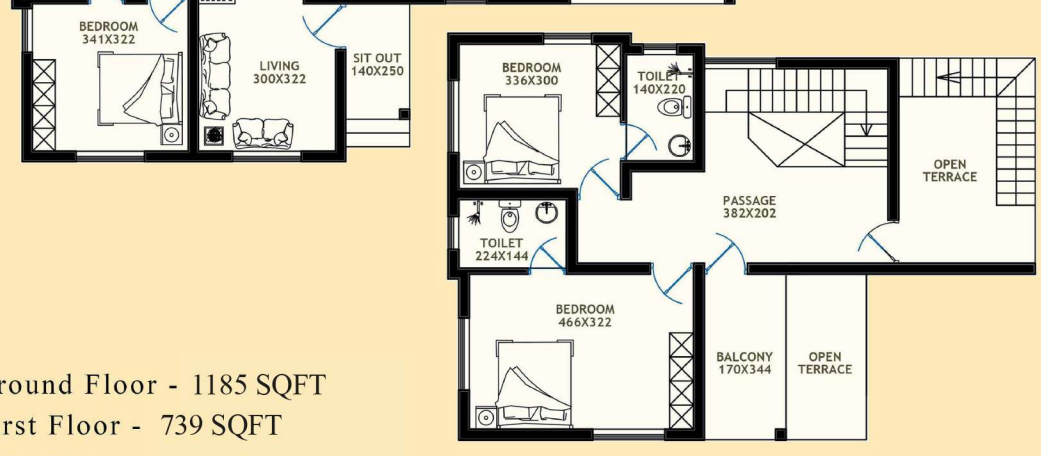 BEDROOM
341X322
LIVING
300X322
SIT OUT
140X250
BEDROOM
336X300
TOILET
140X220
OPEN
TERRACE
PASSAGE
382X202
TOILET
224X144
BEDROOM
466X322
BALCONY
170X344
OPEN
TERRACE
round Floor - 1185 SQFT
rst Floor - 739 SQFT